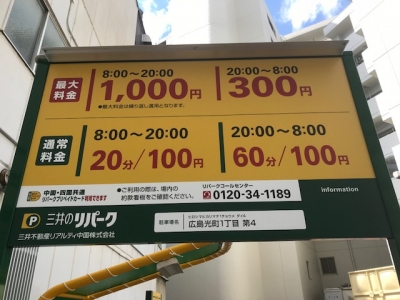 最大料金
8:00～20:00
1,000円
●最大料金は繰り返し適用となります。
20:00～8:00
300円
通常料金
8:00～20:00
20分/100円
20:00～8:00
60分/100円
中国・四国共通
リパークプリペイドカード利用できます
●ご利用の際は、場内の
約款看板をご確認ください。
リパークコールセンター
0120-34-1189
Information
P 三井のリパーク
三井不動産リアルティ中国株式会社
駐車場名
広島光町1丁目 第4